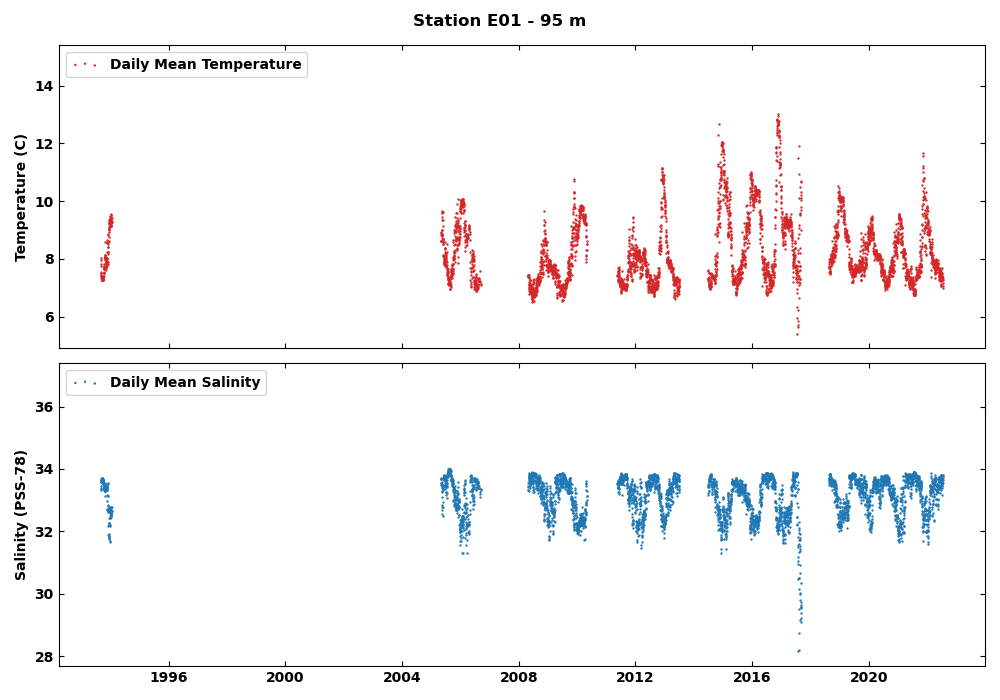 Station E01 - 95 m
Daily Mean Temperature
Temperature (C)
14
12
10
8
6
Daily Mean Salinity
Salinity (PSS-78)
36
34
32
30
28
1996 2000 2004 2008 2012 2016 2020